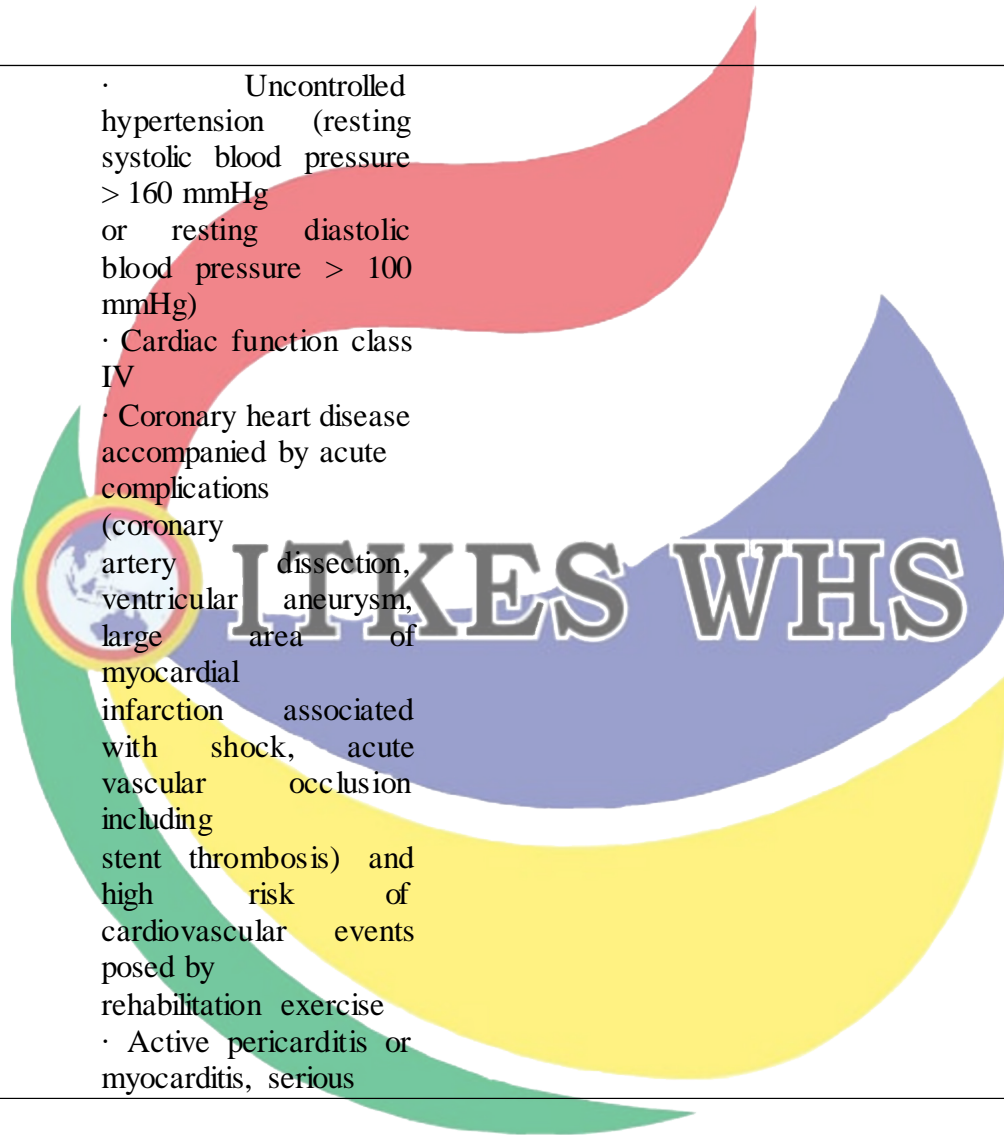 · Uncontrolled
hypertension (resting
systolic blood pressure
> 160 mmHg
or resting diastolic
blood pressure > 100
mmHg)
· Cardiac function class
IV
· Coronary heart disease
accompanied by acute
complications
(coronary
artery dissection,
ventricular aneurysm,
large area of
myocardial
infarction associated
with shock, acute
vascular occlusion
including
stent thrombosis) and
high risk of
cardiovascular events
posed by
rehabilitation exercise
· Active pericarditis or
myocarditis, serious
ITKES WHS